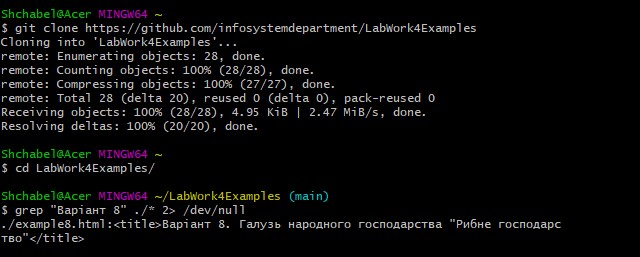 Shchabel@Acer MINGW64 ~
$ git clone https://github.com/infosystemdepartment/LabWork4Examples
Cloning into 'LabWork4Examples'...
remote: Enumerating objects: 28, done.
remote: Counting objects: 100% (28/28), done.
remote: Compressing objects: 100% (27/27), done.
remote: Total 28 (delta 20), reused 0 (delta 0), pack-reused 0
Receiving objects: 100% (28/28), 4.95 KiB | 2.47 MiB/s, done.
Resolving deltas: 100% (20/20), done.
Shchabel@Acer MINGW64 ~
$ cd LabWork4Examples/
Shchabel@Acer MINGW64 ~/LabWork4Examples (main)
$ grep "Варіант 8" ./* 2> /dev/null
./example8.html:<title>Варіант 8. Галузь народного господарства "Рибне господарс
тво"</title>